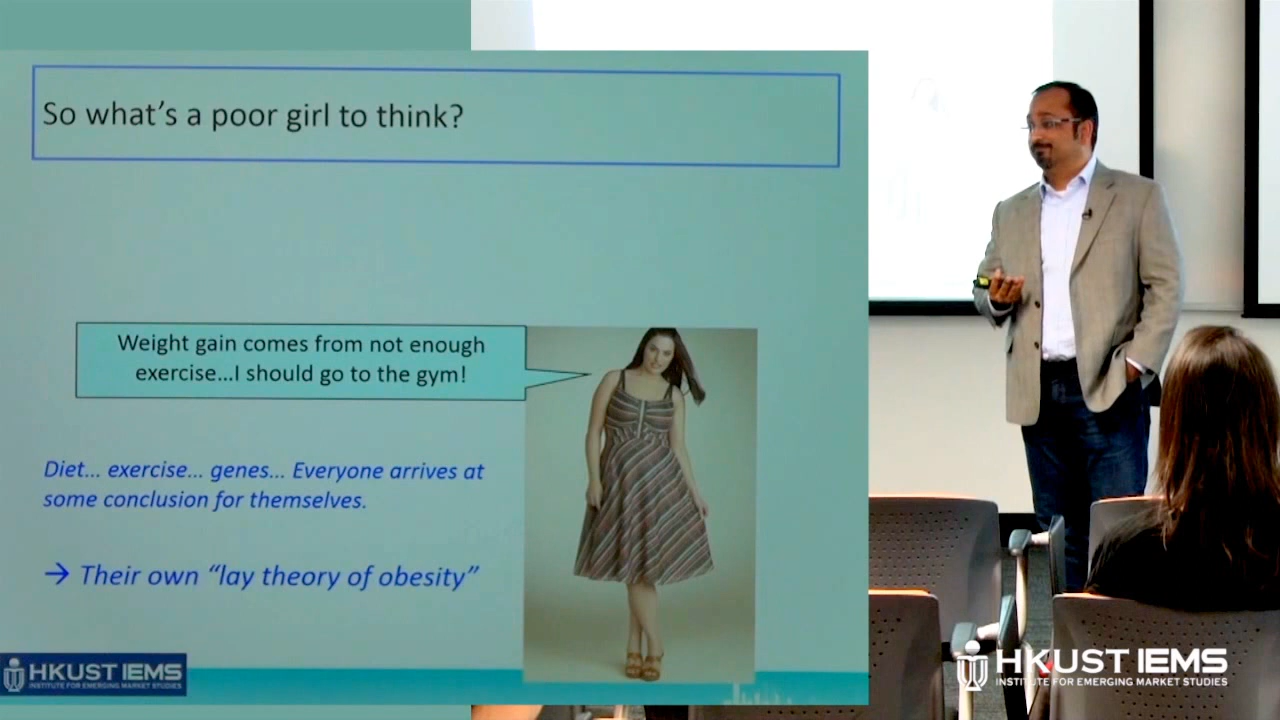 So what's a poor girl to think?
Weight gain comes from not enough
exercise...I should go to the gym!
Diet... exercise... genes... Everyone arrives at
some conclusion for themselves.
→ Their own “lay theory of obesity”
HKUST IEMS
INSTITUTE FOR EMERGING MARKET STUDIES
HKUST IEMS
INSTITUTE FOR EMERGING MARKET STUDIES